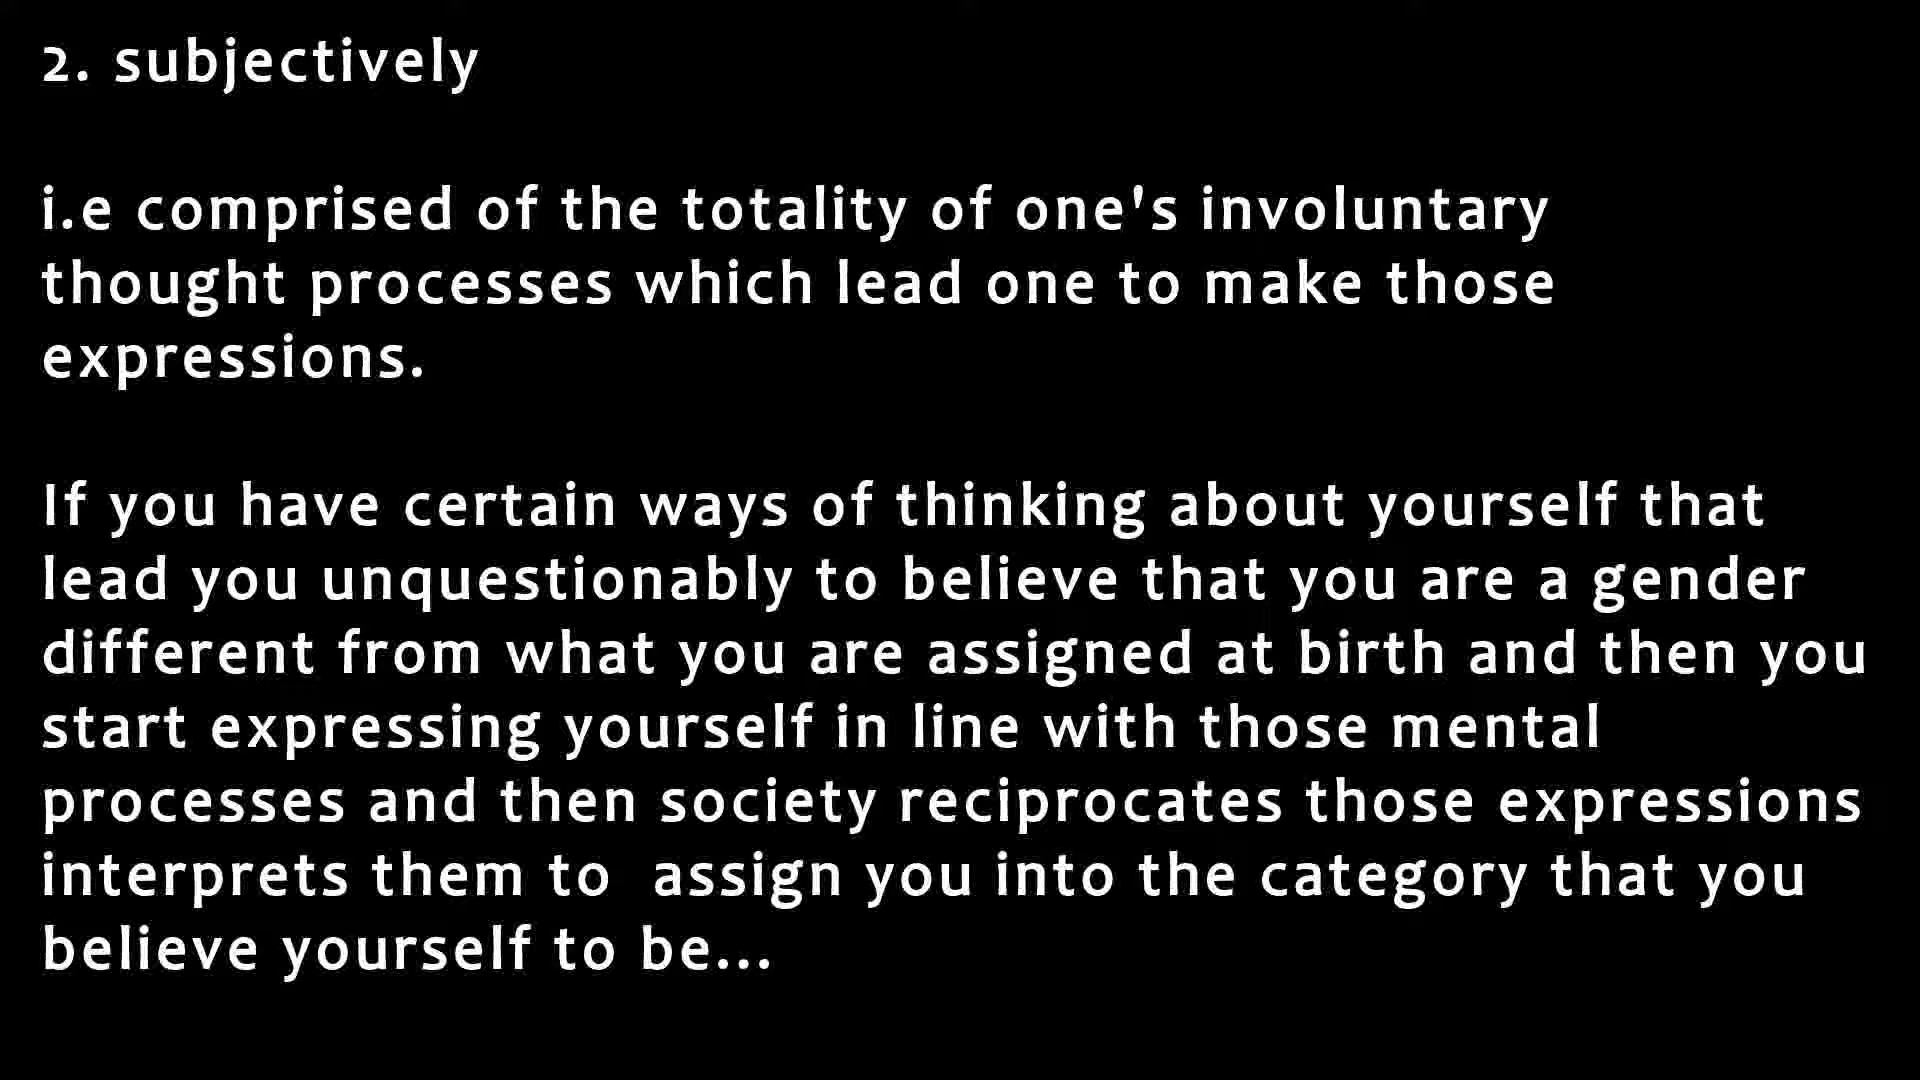 2. subjectively
i.e comprised of the totality of one's involuntary
thought processes which lead one to make those
expressions.
If you have certain ways of thinking about yourself that
lead you unquestionably to believe that you are a gender
different from what you are assigned at birth and then you
start expressing yourself in line with those mental
processes and then society reciprocates those expressions
interprets them to  assign you into the category that you
believe yourself to be...